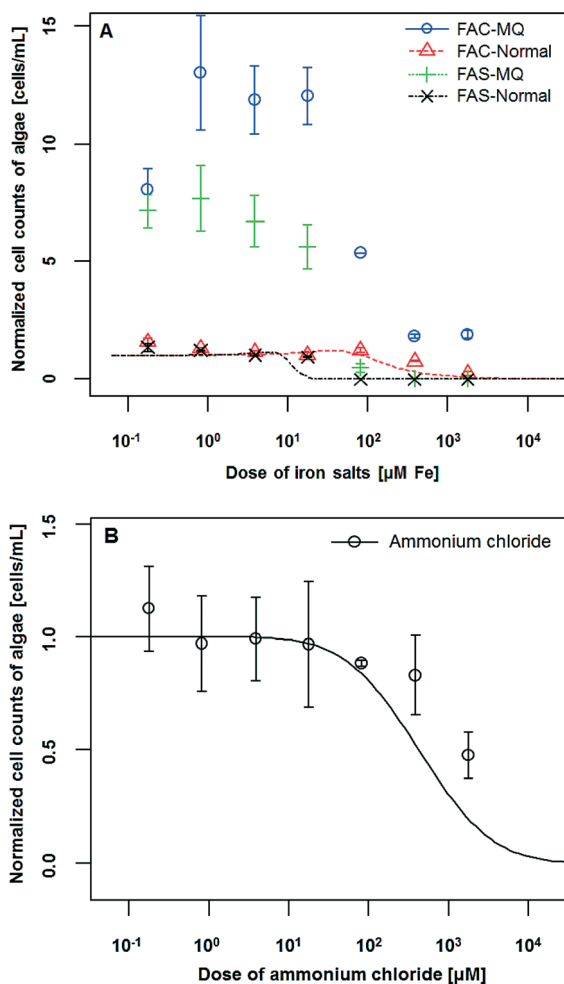 A
FAC-MQ
FAC-Normal
FAS-MQ
FAS-Normal
Normalized cell counts of algae [cells/mL]
15
10
5
0
10⁻¹ 10⁰ 10¹ 10² 10³ 10⁴
Dose of iron salts [µM Fe]
B
Ammonium chloride
Normalized cell counts of algae [cells/mL]
1.5
1.0
0.5
0.0
10⁻¹ 10⁰ 10¹ 10² 10³ 10⁴
Dose of ammonium chloride [µM]